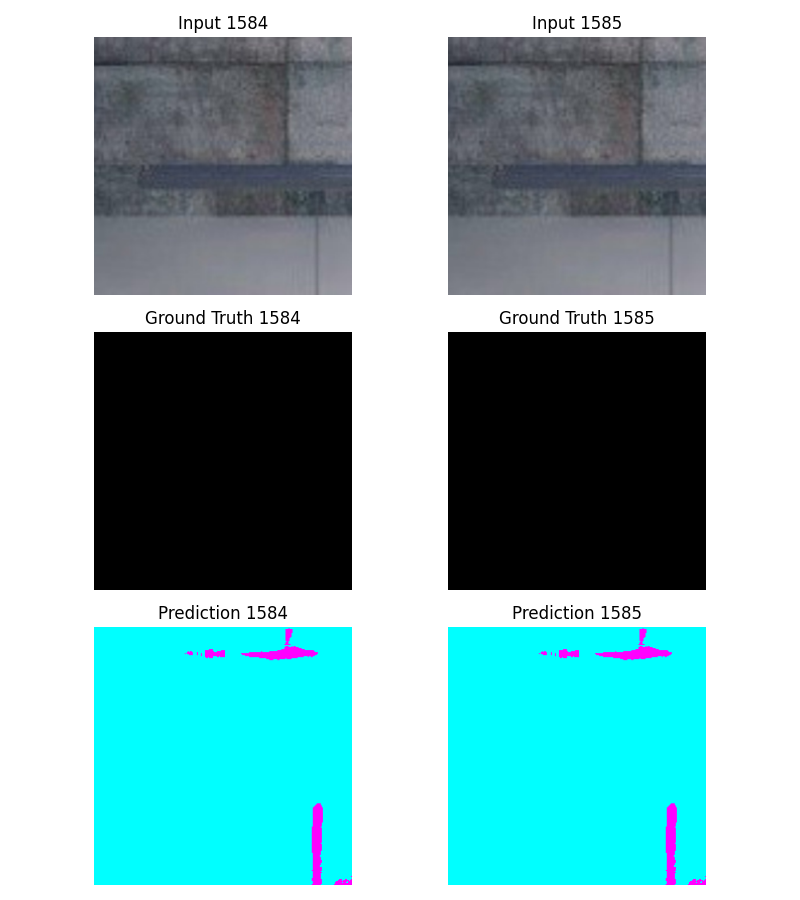 Input 1584
Input 1585
Ground Truth 1584
Ground Truth 1585
Prediction 1584
Prediction 1585